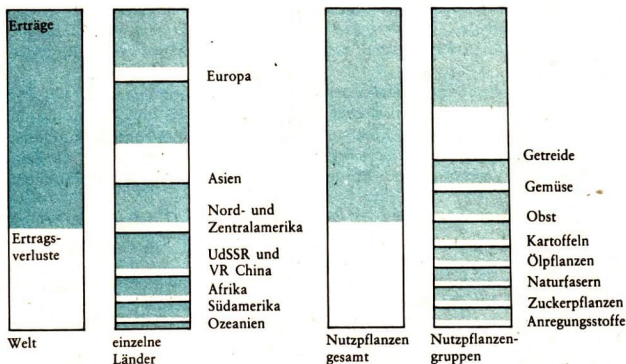 Erträge
Ertrags-
verluste
Welt
Europa
Asien
Nord- und
Zentralamerika
UdSSR und
VR China
Afrika
Südamerika
Ozeanien
einzelne
Länder
Nutzpflanzen
gesamt
Getreide
Gemüse
Obst
Kartoffeln
Ölpflanzen
Naturfasern
Zuckerpflanzen
Anregungsstoffe
Nutzpflanzen-
gruppen